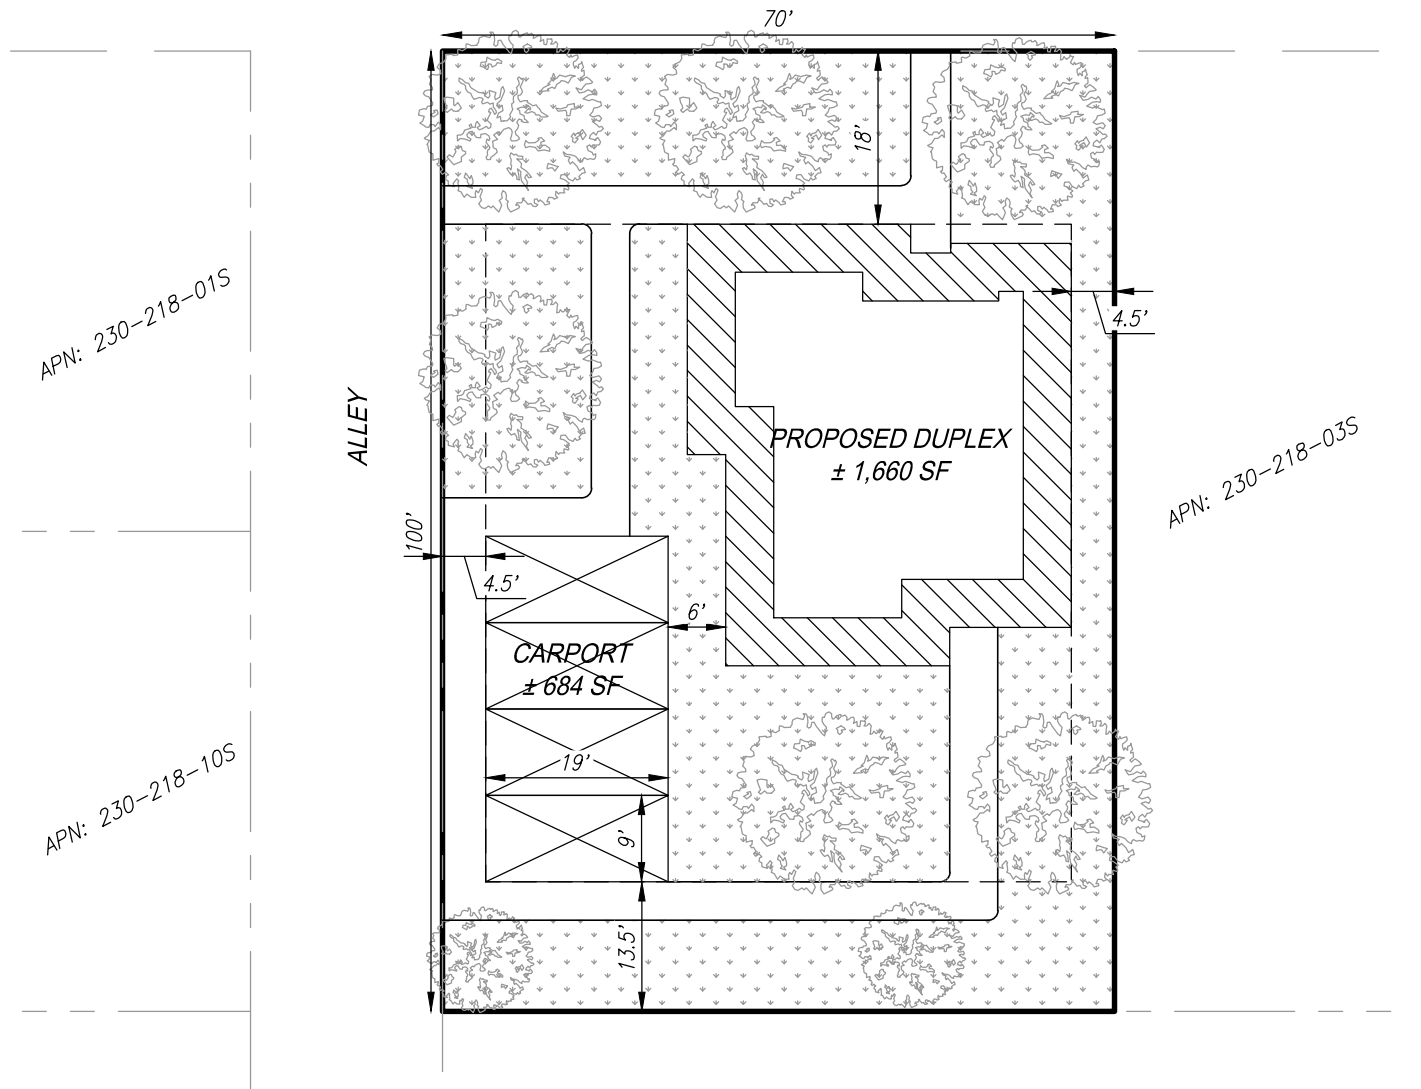 70'
18'
APN: 230-218-01S
4.5'
ALLEY
PROPOSED DUPLEX
± 1,660 SF
APN: 230-218-03S
100'
4.5'
6'
CARPORT
± 684 SF
19'
APN: 230-218-10S
9'
13.5'